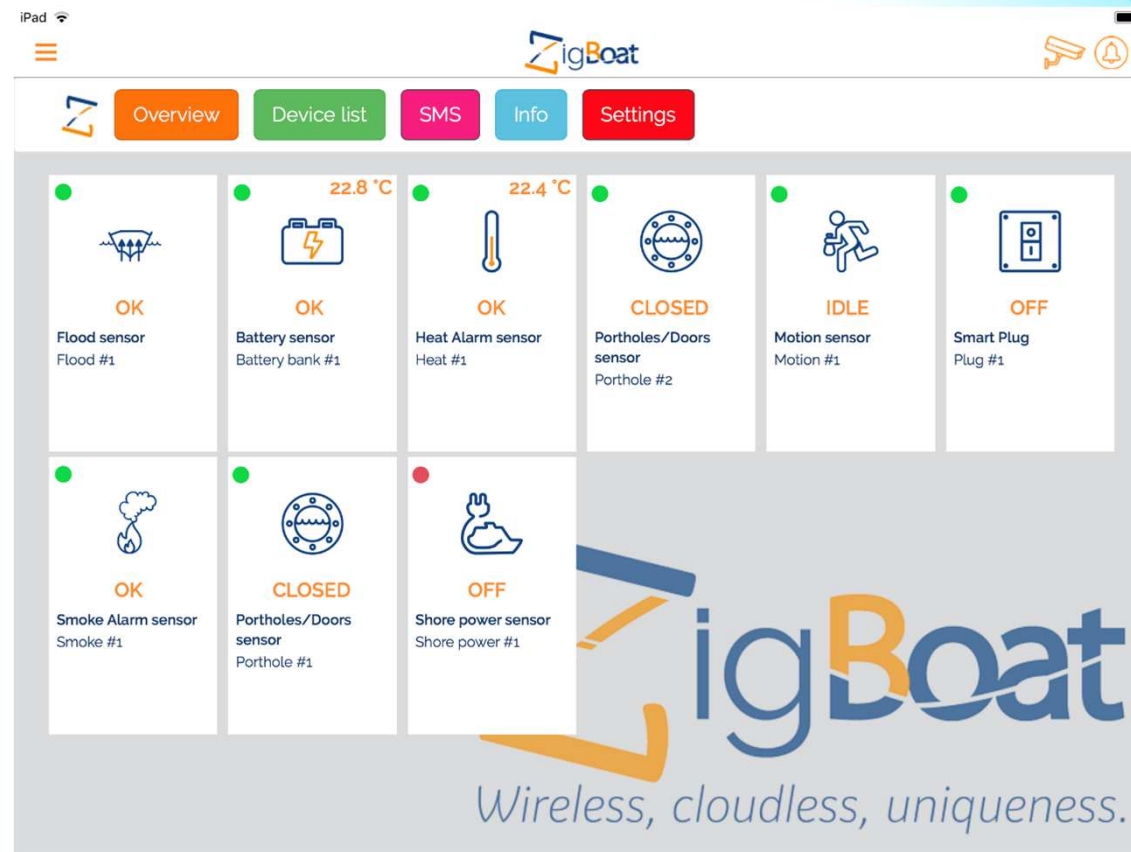 iPad
ZigBoat
Overview
Device list
SMS
Info
Settings
OK
Flood sensor
Flood #1
22.8 °C
OK
Battery sensor
Battery bank #1
22.4 °C
OK
Heat Alarm sensor
Heat #1
CLOSED
Portholes/Doors
sensor
Porthole #2
IDLE
Motion sensor
Motion #1
OFF
Smart Plug
Plug #1
OK
Smoke Alarm sensor
Smoke #1
CLOSED
Portholes/Doors
sensor
Porthole #1
OFF
Shore power sensor
Shore power #1
ZigBoat
Wireless, cloudless, uniqueness.